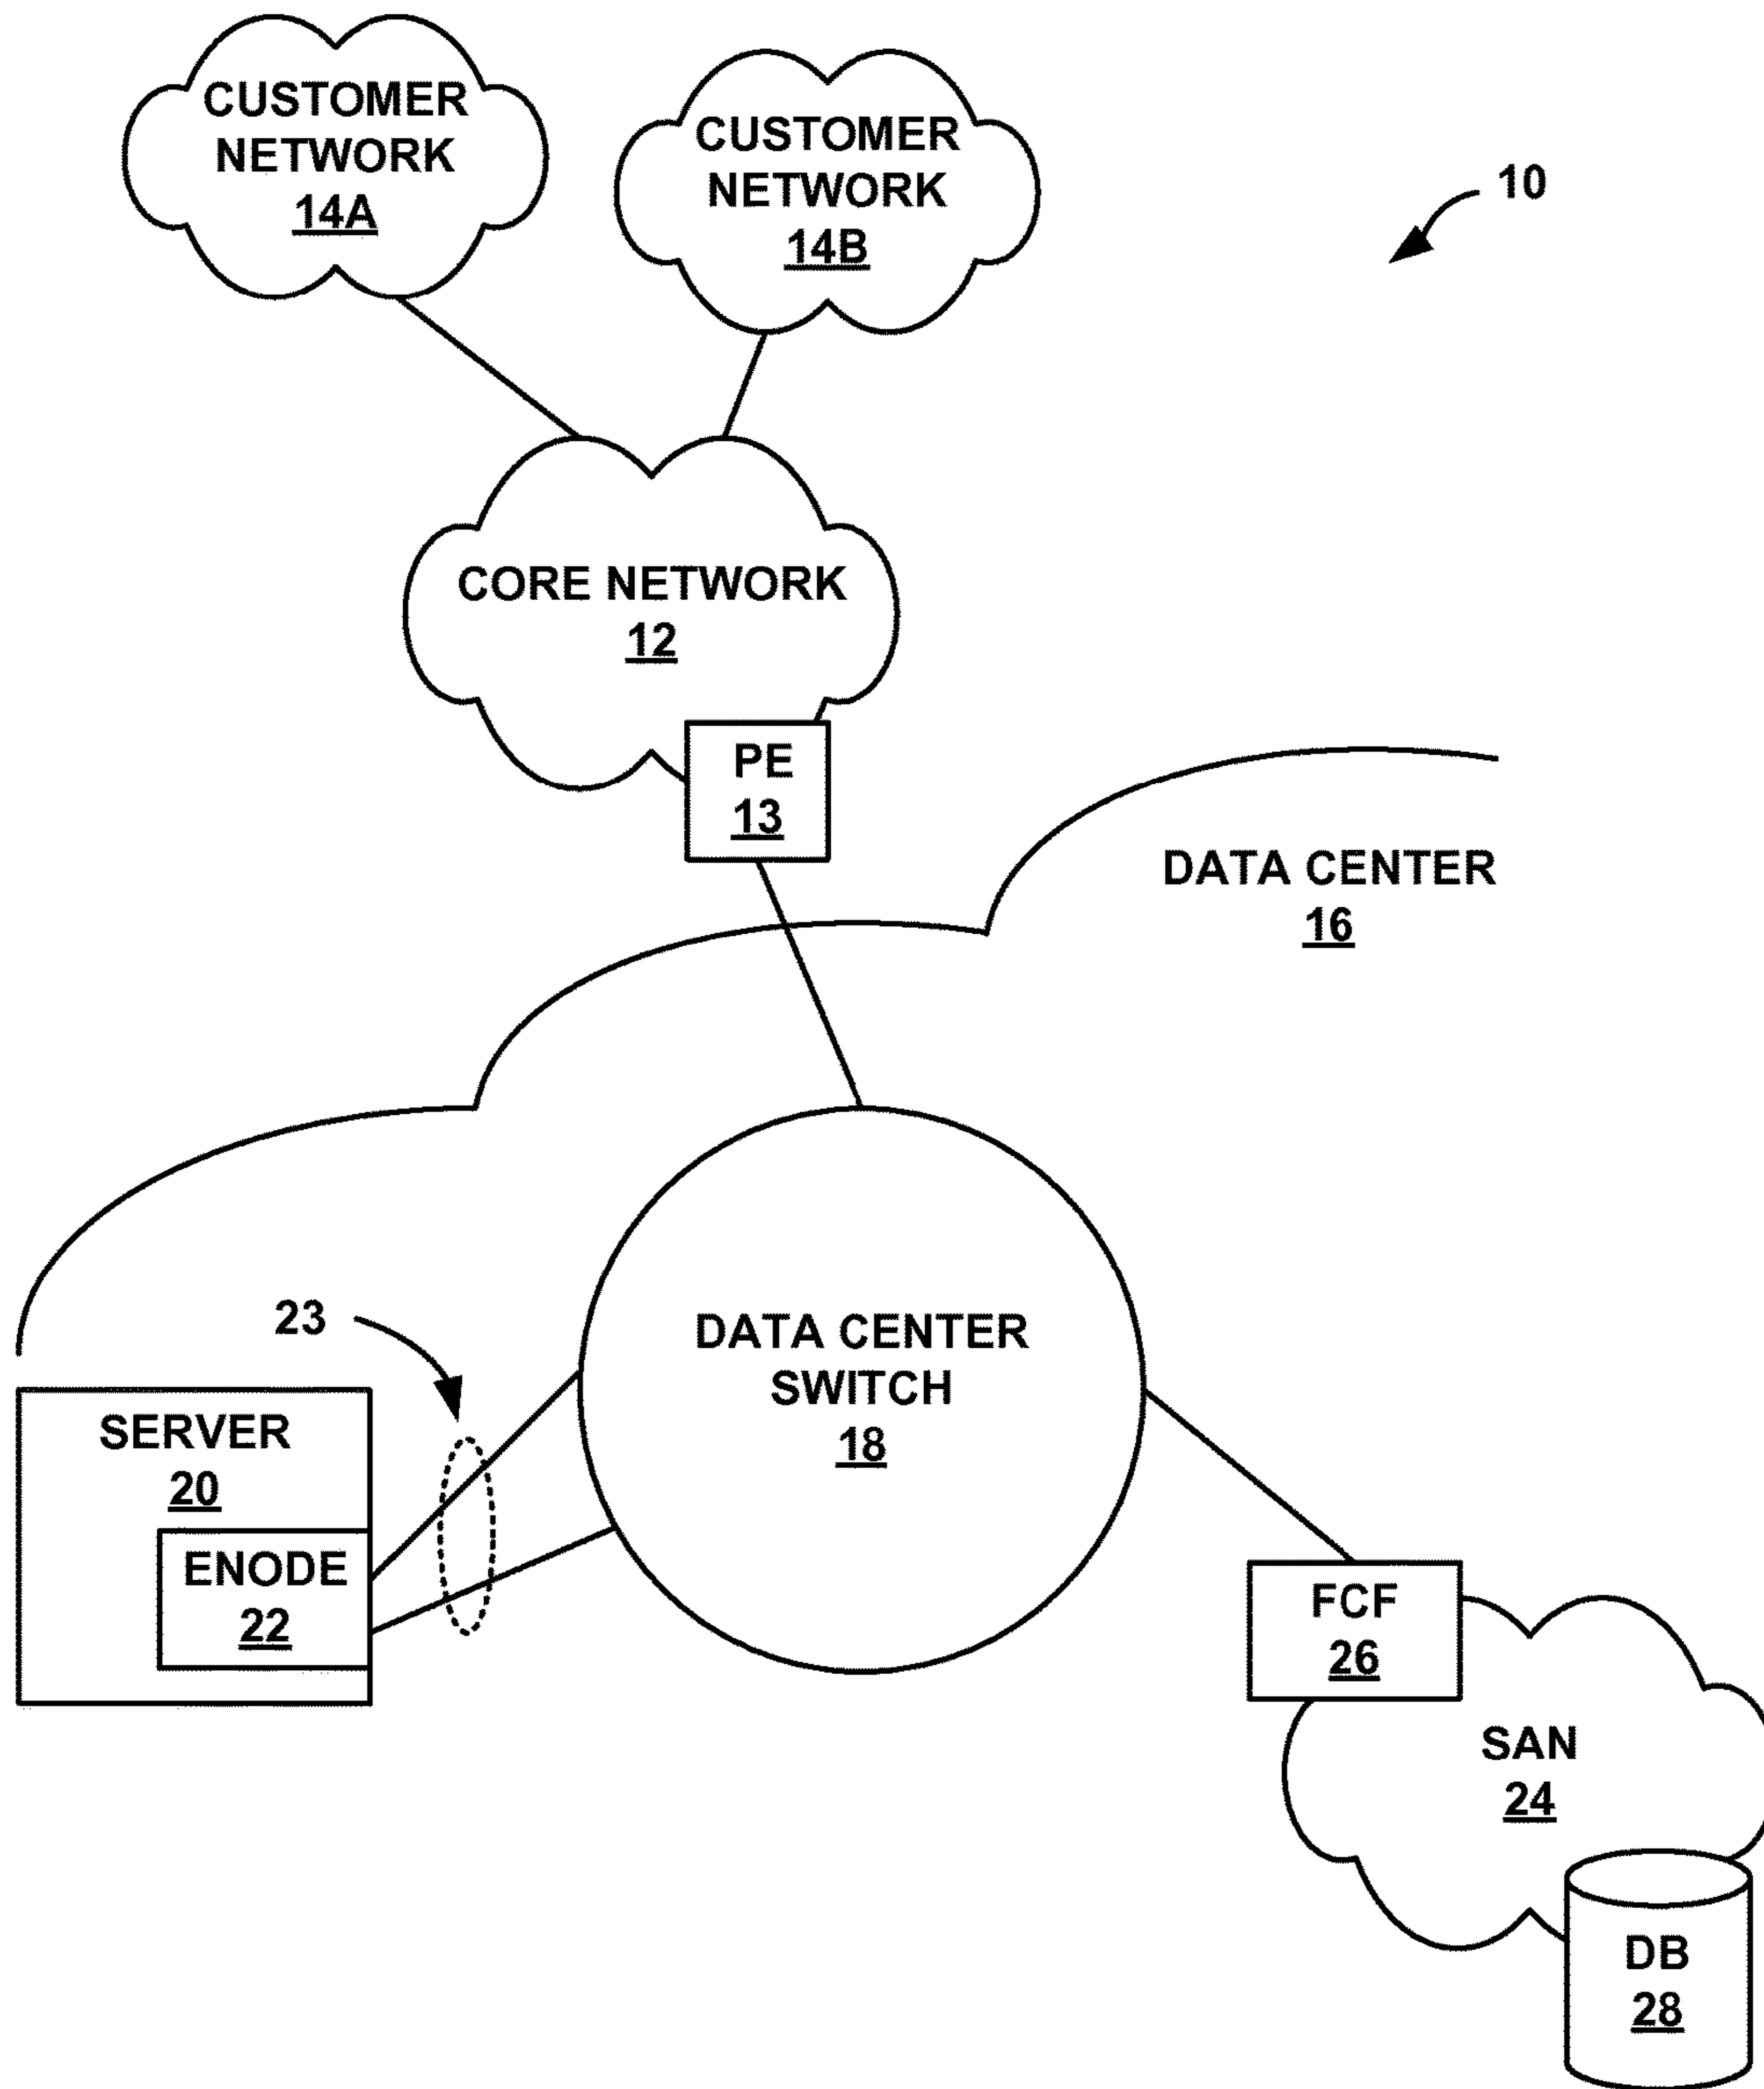 CUSTOMER
NETWORK
14A
CUSTOMER
NETWORK
14B
10
CORE NETWORK
12
PE
13
DATA CENTER
16
23
DATA CENTER
SWITCH
18
SERVER
20
ENODE
22
FCF
26
SAN
24
DB
28